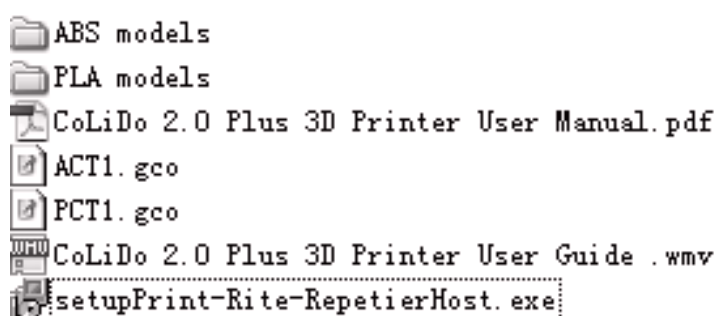 ABS models
PLA models
CoLiDo 2.0 Plus 3D Printer User Manual.pdf
ACT1.gco
PCT1.gco
CoLiDo 2.0 Plus 3D Printer User Guide .wmv
setupPrint-Rite-RepetierHost.exe